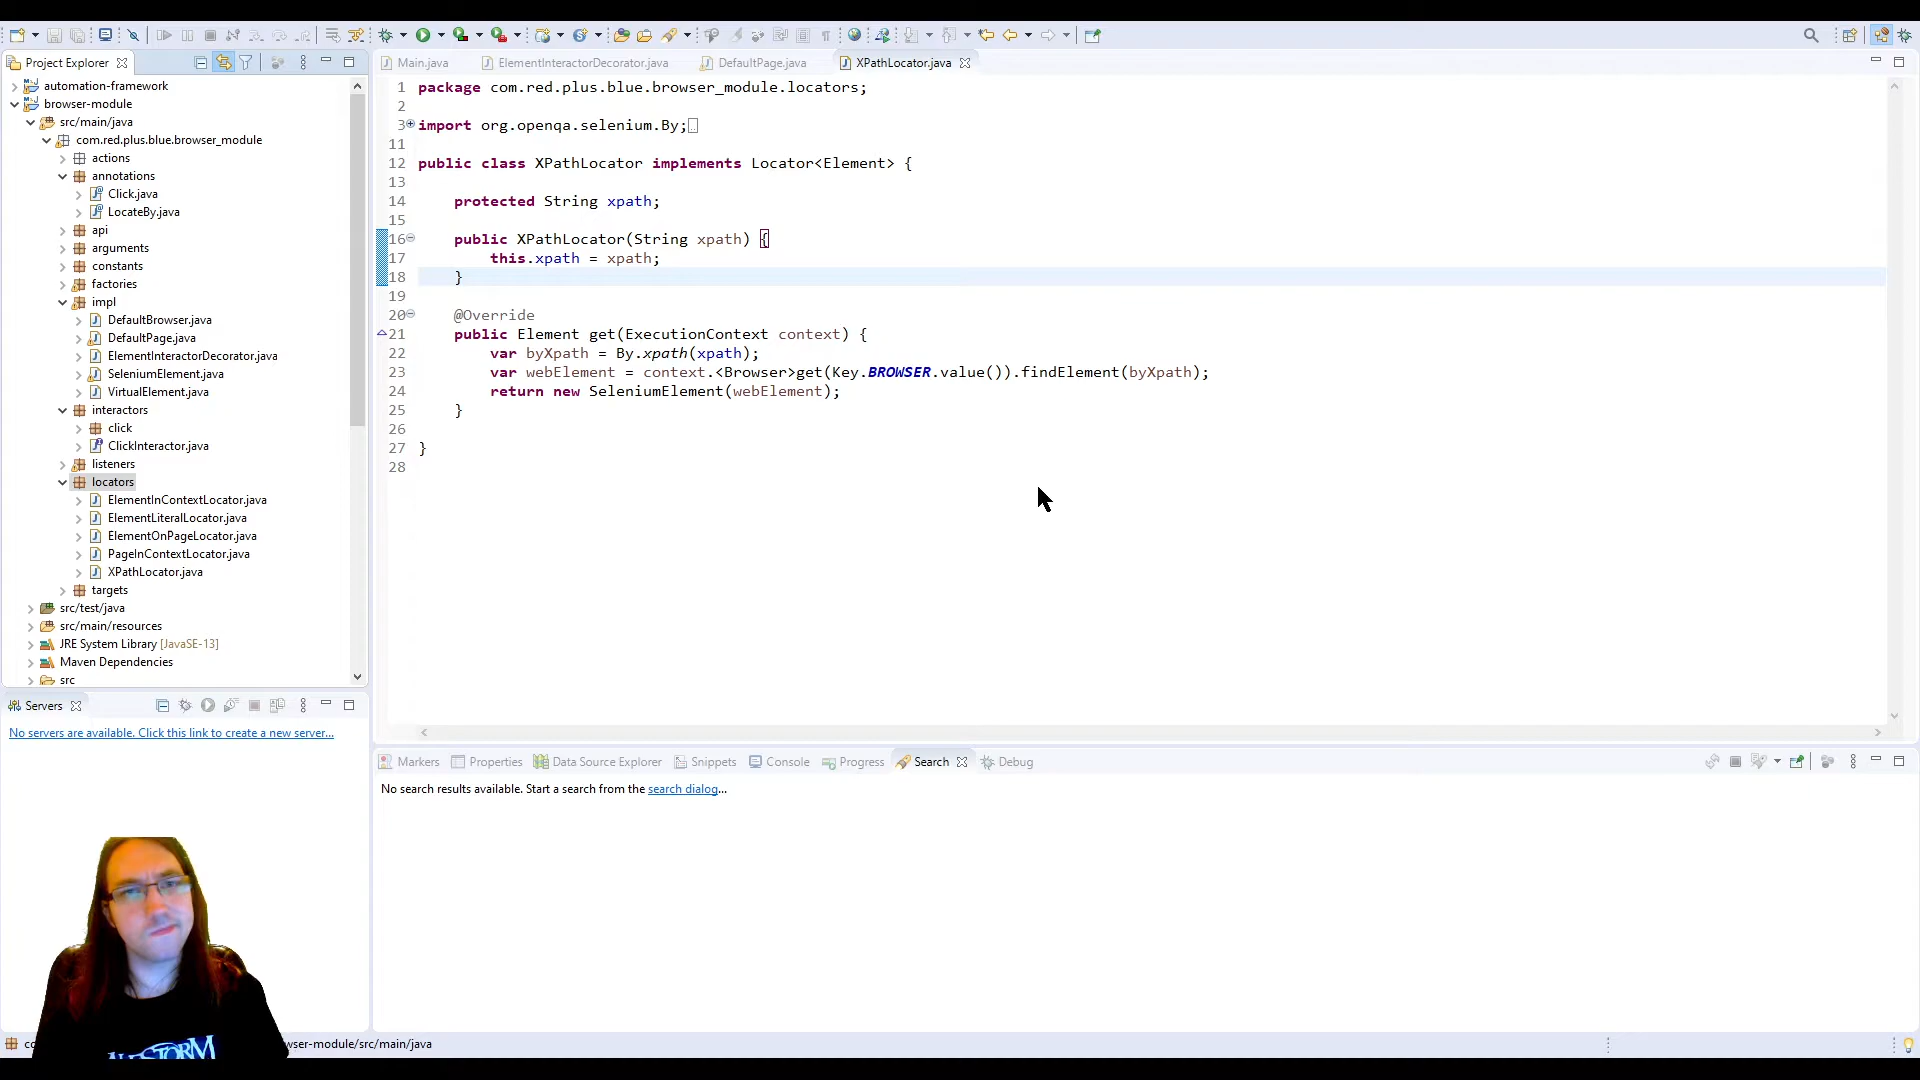 Project Explorer
Main.java
ElementInteractorDecorator.java
DefaultPage.java
XPathLocator.java
automation-framework
browser-module
src/main/java
com.red.plus.blue.browser_module
actions
annotations
Click.java
LocateBy.java
api
arguments
constants
factories
impl
DefaultBrowser.java
DefaultPage.java
ElementInteractorDecorator.java
SeleniumElement.java
VirtualElement.java
interactors
click
ClickInteractor.java
listeners
locators
ElementInContextLocator.java
ElementLiteralLocator.java
ElementOnPageLocator.java
PageInContextLocator.java
XPathLocator.java
targets
src/test/java
src/main/resources
JRE System Library [JavaSE-13]
Maven Dependencies
src
1 package com.red.plus.blue.browser_module.locators;
2
3 import org.openqa.selenium.By;
11
12 public class XPathLocator implements Locator<Element> {
13
14 protected String xpath;
15
16 public XPathLocator(String xpath) {
17 this.xpath = xpath;
18 }
19
20 @Override
21 public Element get(ExecutionContext context) {
22 var byXpath = By.xpath(xpath);
23 var webElement = context.<Browser>get(Key.BROWSER.value()).findElement(byXpath);
24 return new SeleniumElement(webElement);
25 }
26
27 }
28
Servers
No servers are available. Click this link to create a new server...
Markers
Properties
Data Source Explorer
Snippets
Console
Progress
Search
Debug
No search results available. Start a search from the search dialog...
wser-module/src/main/java